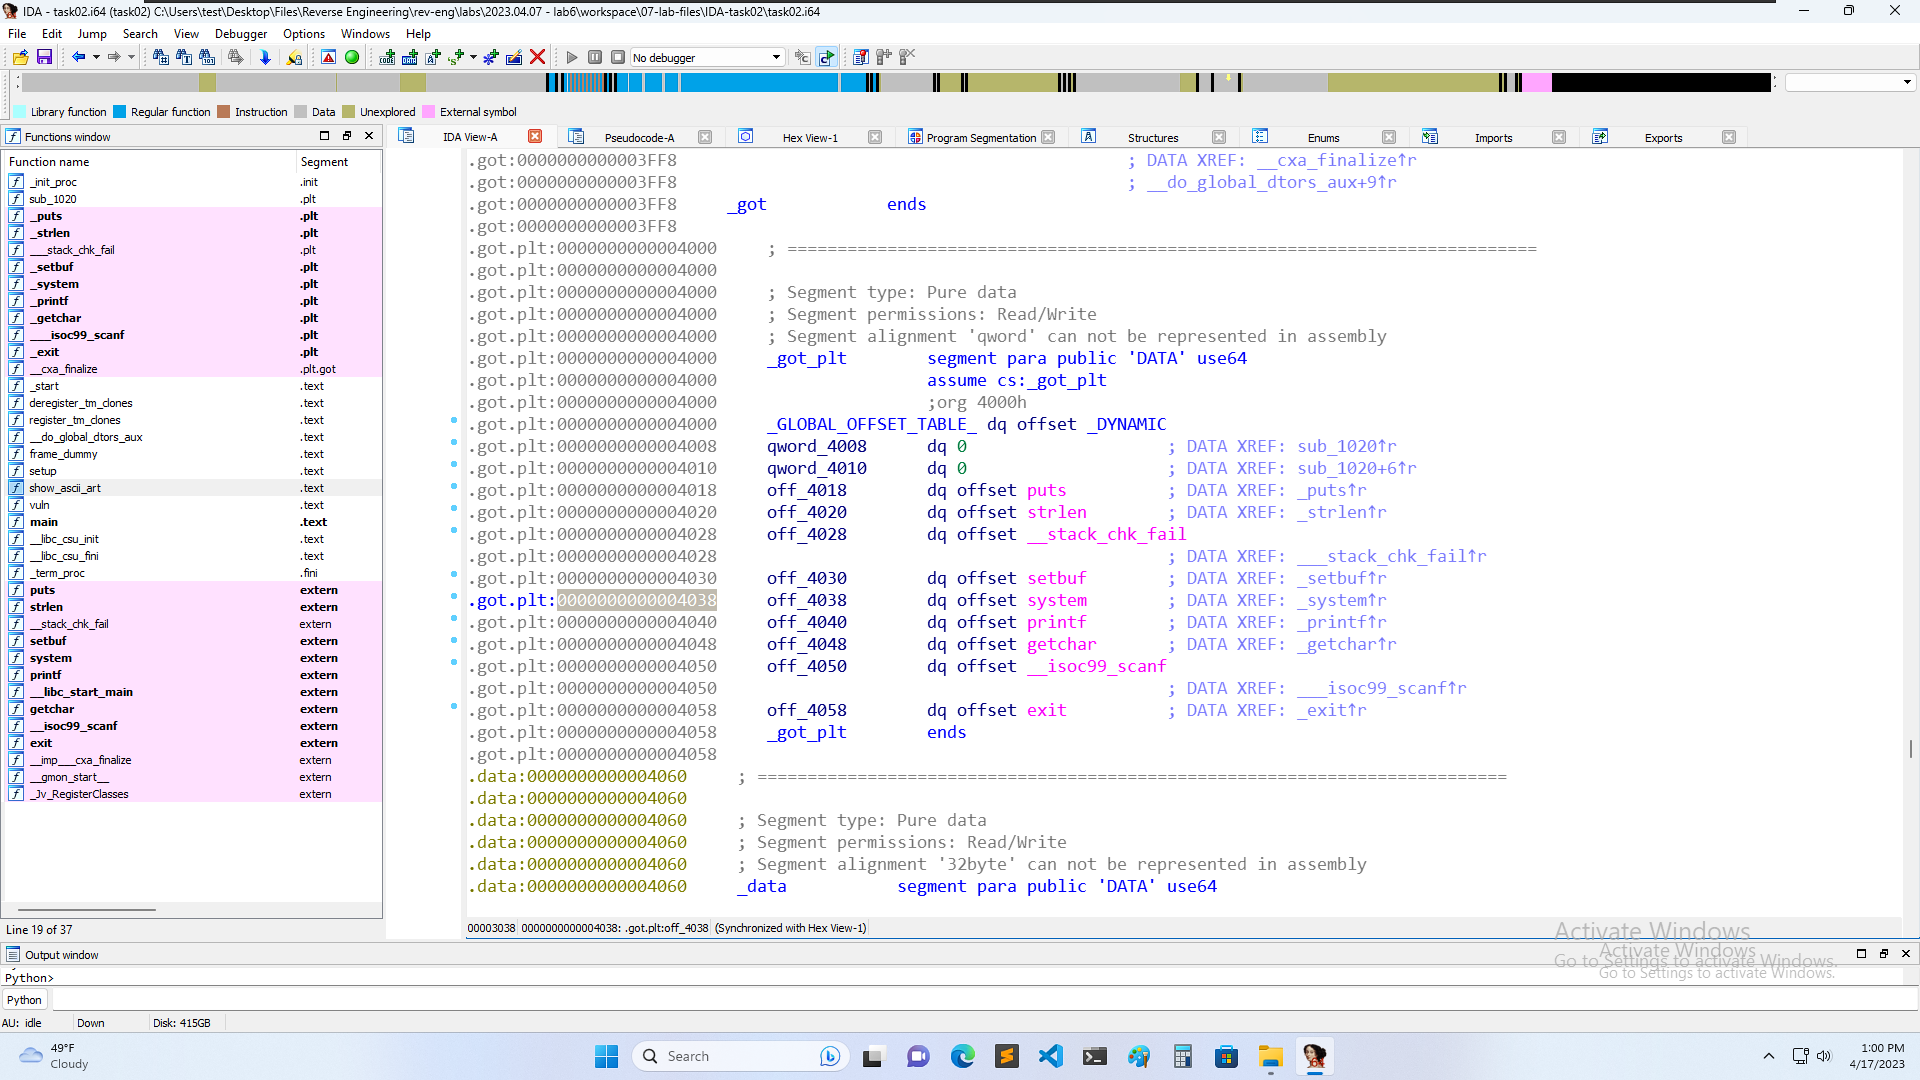 IDA - task02.i64 (task02) C:\Users\test\Desktop\Files\Reverse Engineering\rev-eng\labs\2023.04.07 - lab6\workspace\07-lab-files\IDA-task02\task02.i64
File Edit Jump Search View Debugger Options Windows Help
No debugger
Library function Regular function Instruction Data Unexplored External symbol
Functions window
IDA View-A Pseudocode-A Hex View-1 Program Segmentation Structures Enums Imports Exports
Function name Segment
_init_proc .init
sub_1020 .plt
_puts .plt
_strlen .plt
___stack_chk_fail .plt
_setbuf .plt
_system .plt
_printf .plt
_getchar .plt
___isoc99_scanf .plt
_exit .plt
__cxa_finalize .plt.got
_start .text
deregister_tm_clones .text
register_tm_clones .text
__do_global_dtors_aux .text
frame_dummy .text
setup .text
show_ascii_art .text
vuln .text
main .text
__libc_csu_init .text
__libc_csu_fini .text
_term_proc .fini
puts extern
strlen extern
__stack_chk_fail extern
setbuf extern
system extern
printf extern
__libc_start_main extern
getchar extern
__isoc99_scanf extern
exit extern
__imp___cxa_finalize extern
__gmon_start__ extern
_Jv_RegisterClasses extern
Line 19 of 37
.got:0000000000003FF8 ; DATA XREF: __cxa_finalize↑r
.got:0000000000003FF8 ; __do_global_dtors_aux+9↑r
.got:0000000000003FF8 _got ends
.got:0000000000003FF8
.got.plt:0000000000004000 ; ===========================================================================
.got.plt:0000000000004000
.got.plt:0000000000004000 ; Segment type: Pure data
.got.plt:0000000000004000 ; Segment permissions: Read/Write
.got.plt:0000000000004000 ; Segment alignment 'qword' can not be represented in assembly
.got.plt:0000000000004000 _got_plt segment para public 'DATA' use64
.got.plt:0000000000004000 assume cs:_got_plt
.got.plt:0000000000004000 ;org 4000h
.got.plt:0000000000004000 _GLOBAL_OFFSET_TABLE_ dq offset _DYNAMIC
.got.plt:0000000000004008 qword_4008 dq 0 ; DATA XREF: sub_1020↑r
.got.plt:0000000000004010 qword_4010 dq 0 ; DATA XREF: sub_1020+6↑r
.got.plt:0000000000004018 off_4018 dq offset puts ; DATA XREF: _puts↑r
.got.plt:0000000000004020 off_4020 dq offset strlen ; DATA XREF: _strlen↑r
.got.plt:0000000000004028 off_4028 dq offset __stack_chk_fail
.got.plt:0000000000004028 ; DATA XREF: ___stack_chk_fail↑r
.got.plt:0000000000004030 off_4030 dq offset setbuf ; DATA XREF: _setbuf↑r
.got.plt:0000000000004038 off_4038 dq offset system ; DATA XREF: _system↑r
.got.plt:0000000000004040 off_4040 dq offset printf ; DATA XREF: _printf↑r
.got.plt:0000000000004048 off_4048 dq offset getchar ; DATA XREF: _getchar↑r
.got.plt:0000000000004050 off_4050 dq offset __isoc99_scanf
.got.plt:0000000000004050 ; DATA XREF: ___isoc99_scanf↑r
.got.plt:0000000000004058 off_4058 dq offset exit ; DATA XREF: _exit↑r
.got.plt:0000000000004058 _got_plt ends
.got.plt:0000000000004058
.data:0000000000004060 ; ===========================================================================
.data:0000000000004060
.data:0000000000004060 ; Segment type: Pure data
.data:0000000000004060 ; Segment permissions: Read/Write
.data:0000000000004060 ; Segment alignment '32byte' can not be represented in assembly
.data:0000000000004060 _data segment para public 'DATA' use64
00003038 0000000000004038: .got.plt:off_4038 (Synchronized with Hex View-1)
Activate Windows
Go to Settings to activate Windows.
Activate Windows
Go to Settings to activate Windows.
Output window
Python>
Python
AU: idle Down Disk: 415GB
49°F
Cloudy
Search
1:00 PM
4/17/2023